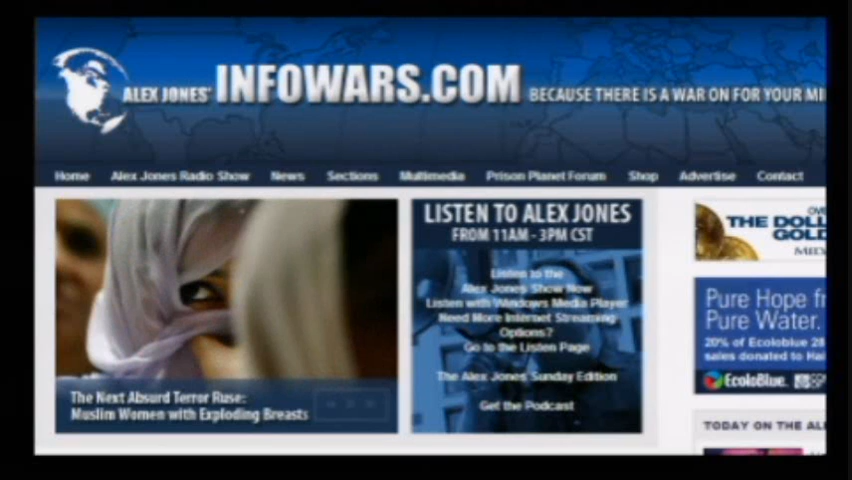 ALEX JONES' INFOWARS.COM BECAUSE THERE IS A WAR ON FOR YOUR MI
Home Alex Jones Radio Show News Sections Multimedia Prison Planet Forum Shop Advertise Contact
LISTEN TO ALEX JONES
FROM 11AM - 3PM CST
Listen to the
Alex Jones Show Now
Listen with Windows Media Player
Need More Internet Streaming
Options?
Go to the Listen Page
The Alex Jones Sunday Edition
Get the Podcast
The Next Absurd Terror Ruse:
Muslim Women with Exploding Breasts
THE DOLL
GOLD
Pure Hope fr
Pure Water.
20% of Ecoloblue 28
sales donated to Hai
EcoloBlue.
TODAY ON THE AL